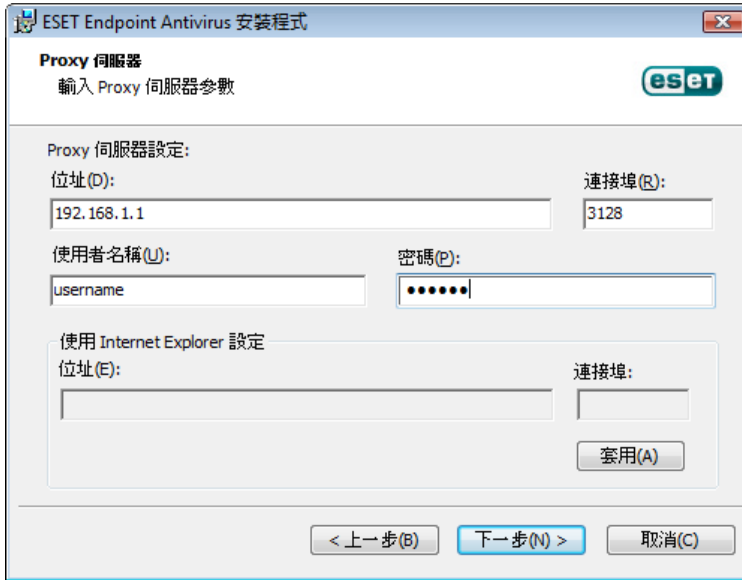 ESET Endpoint Antivirus 安裝程式
Proxy 伺服器
輸入 Proxy 伺服器參數
eset
Proxy 伺服器設定:
位址(D): 連接埠(R):
192.168.1.1 3128
使用者名稱(U): 密碼(P):
username ••••••
使用 Internet Explorer 設定
位址(E): 連接埠:
套用(A)
< 上一步(B) 下一步(N) > 取消(C)